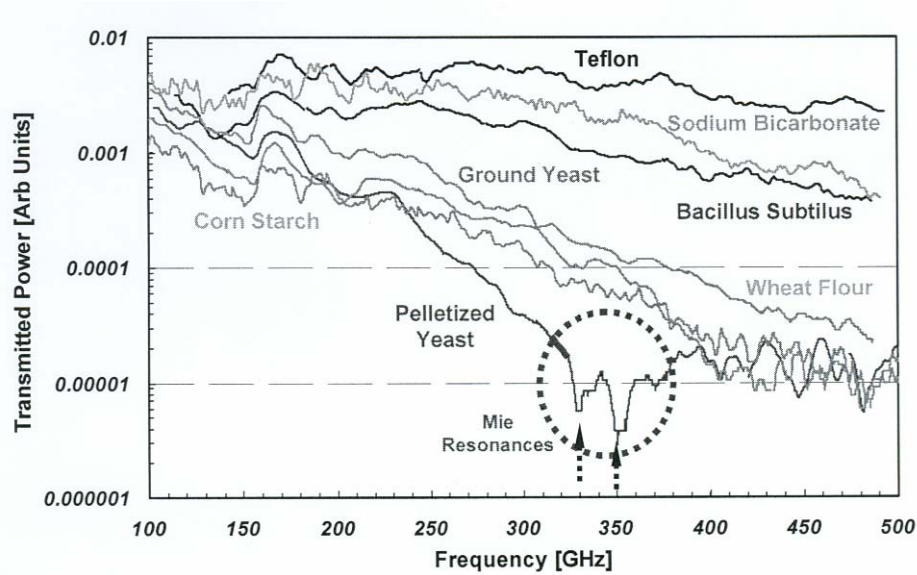 0.01
0.001
0.0001
0.00001
0.000001
Transmitted Power [Arb Units]
Teflon
Sodium Bicarbonate
Ground Yeast
Bacillus Subtilus
Corn Starch
Wheat Flour
Pelletized
Yeast
Mie
Resonances
100 150 200 250 300 350 400 450 500
Frequency [GHz]